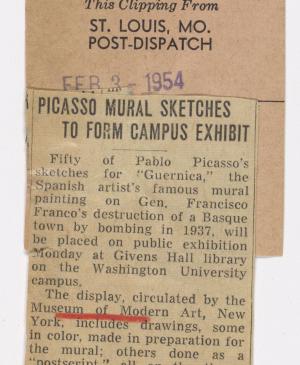 This Clipping From
ST. LOUIS, MO.
POST-DISPATCH
FEB 3 - 1954
PICASSO MURAL SKETCHES
TO FORM CAMPUS EXHIBIT
Fifty of Pablo Picasso's
sketches for "Guernica," the
Spanish artist's famous mural
painting on Gen. Francisco
Franco's destruction of a Basque
town by bombing in 1937, will
be placed on public exhibition
Monday at Givens Hall library
on the Washington University
campus.
The display, circulated by the
Museum of Modern Art, New
York, includes drawings, some
in color, made in preparation for
the mural; others done as a
"postscript," all on the